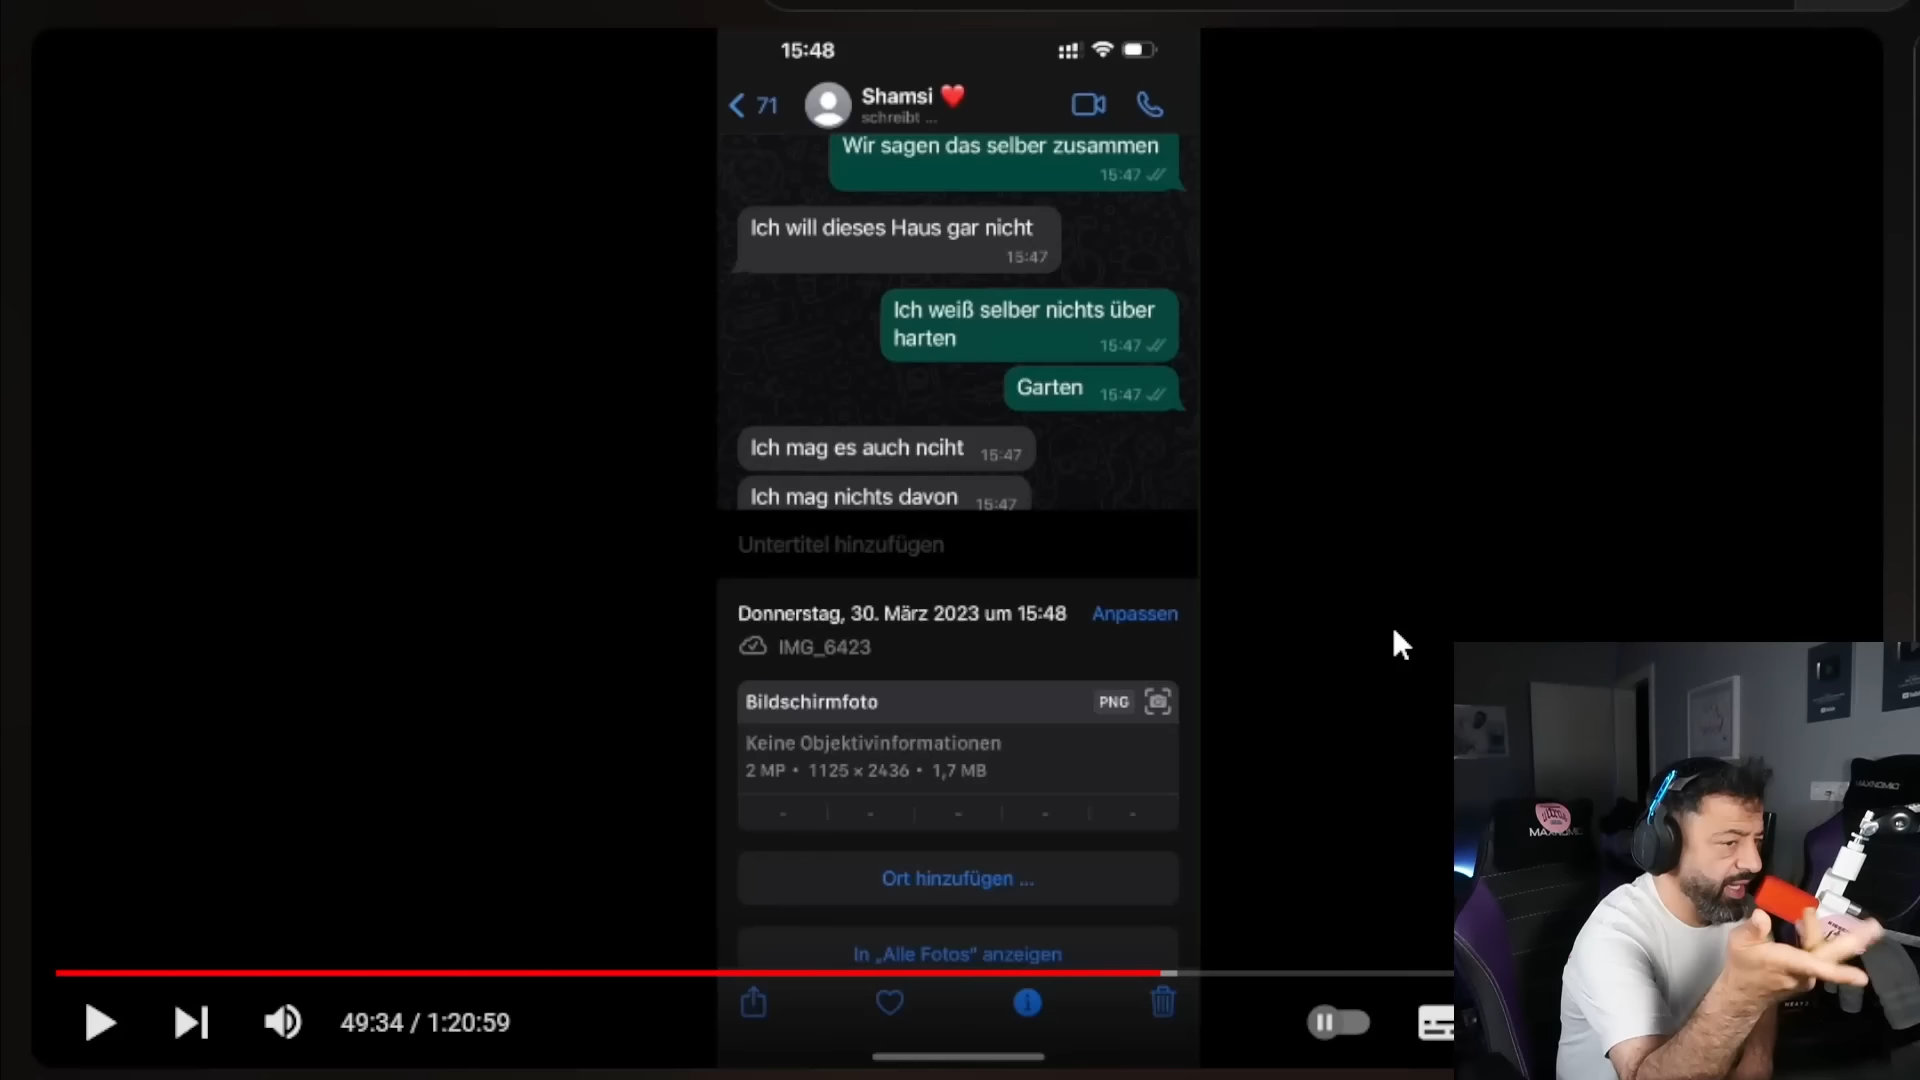 15:48
71
Shamsi ❤️
schreibt ...
Wir sagen das selber zusammen
15:47
Ich will dieses Haus gar nicht
15:47
Ich weiß selber nichts über
harten
15:47
Garten 15:47
Ich mag es auch nciht 15:47
Ich mag nichts davon 15:47
Untertitel hinzufügen
Donnerstag, 30. März 2023 um 15:48 Anpassen
IMG_6423
Bildschirmfoto PNG
Keine Objektivinformationen
2 MP • 1125 × 2436 • 1,7 MB
- - - - -
Ort hinzufügen ...
In „Alle Fotos" anzeigen
49:34 / 1:20:59
MAXNOMIC
MAXNOMIC